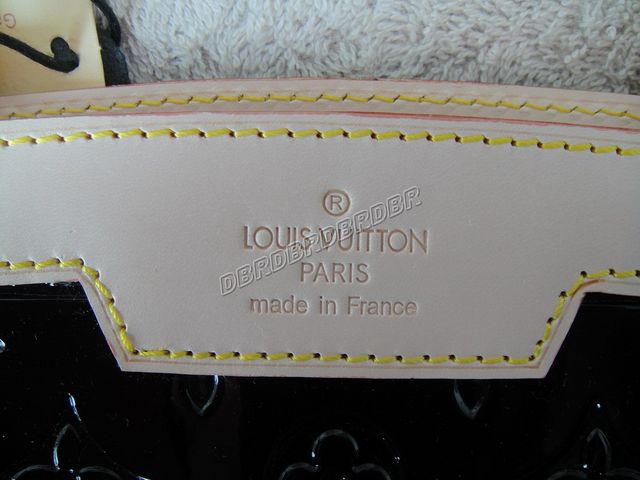 ®
LOUIS VUITTON
PARIS
made in France
DBRDBRDBRDBR